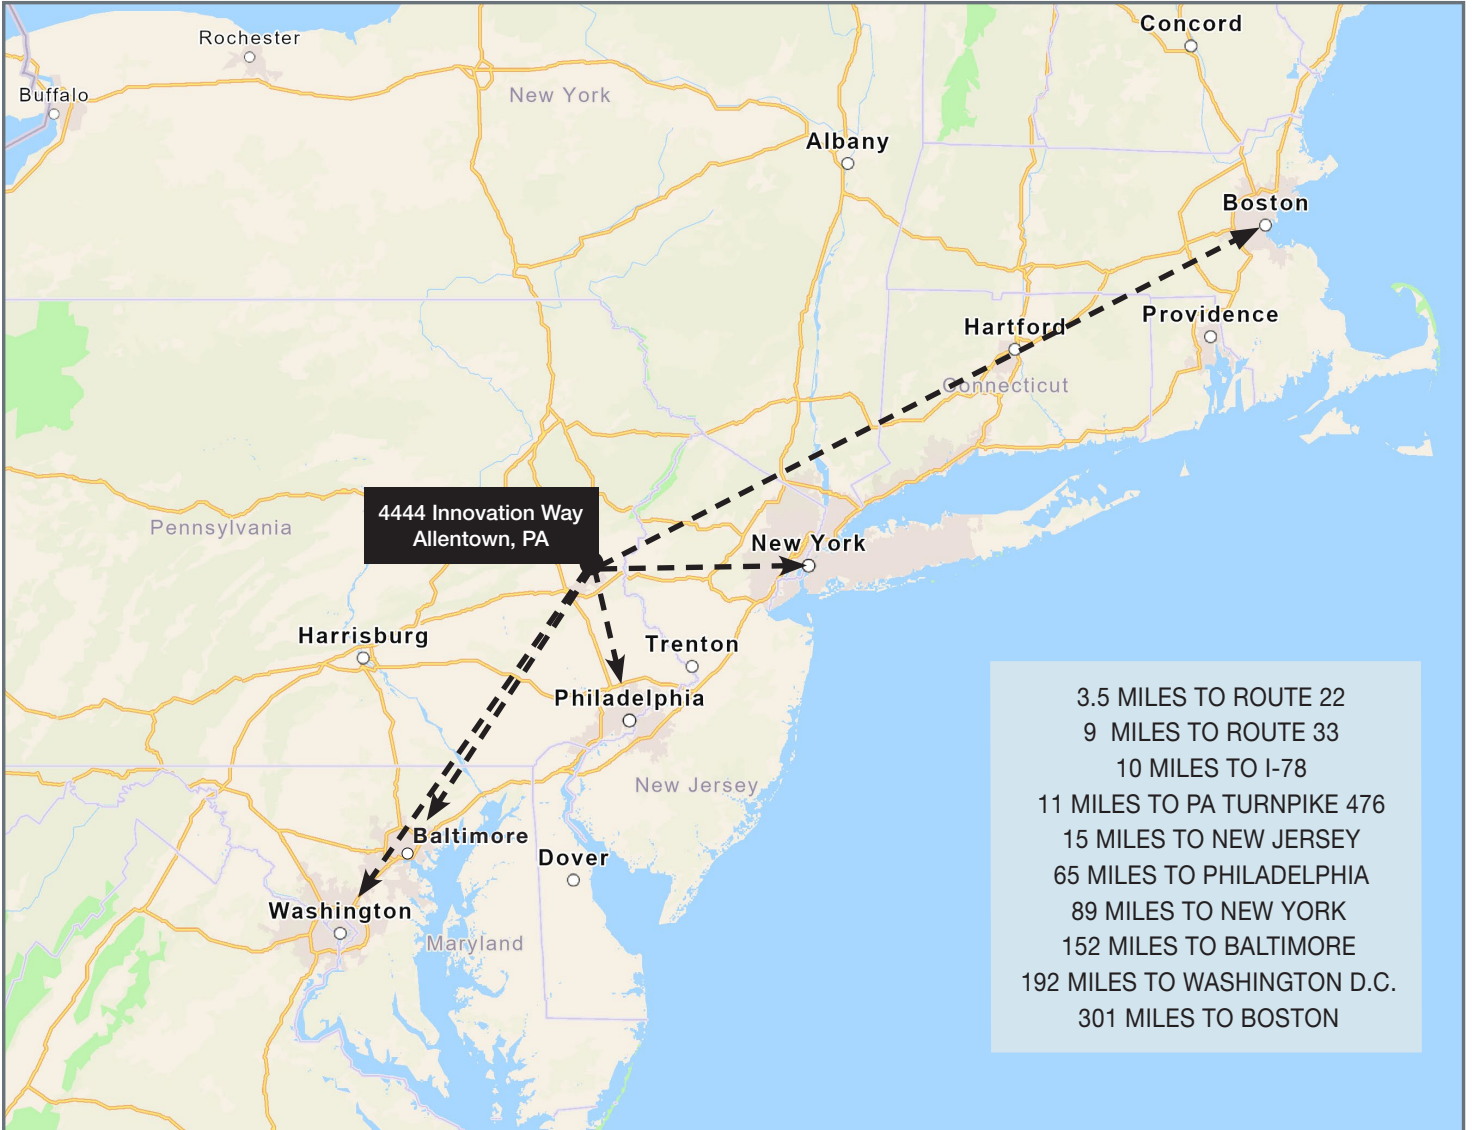 Concord
Rochester
Buffalo
New York
Albany
Boston
Providence
Hartford
Connecticut
4444 Innovation Way
Allentown, PA
Pennsylvania
New York
Harrisburg
Trenton
Philadelphia
New Jersey
Baltimore
Dover
Washington
Maryland
3.5 MILES TO ROUTE 22
9 MILES TO ROUTE 33
10 MILES TO I-78
11 MILES TO PA TURNPIKE 476
15 MILES TO NEW JERSEY
65 MILES TO PHILADELPHIA
89 MILES TO NEW YORK
152 MILES TO BALTIMORE
192 MILES TO WASHINGTON D.C.
301 MILES TO BOSTON